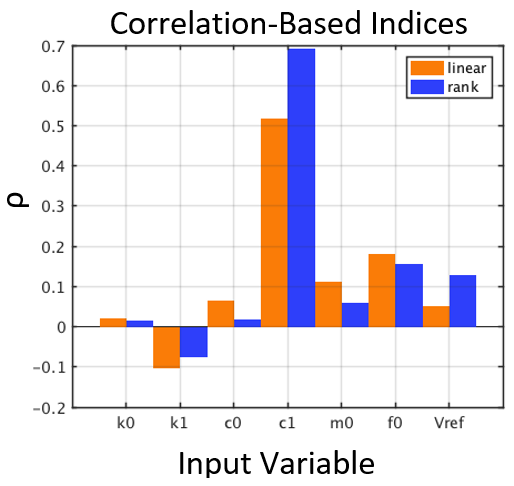 Correlation-Based Indices
linear
rank
ρ
0.7
0.6
0.5
0.4
0.3
0.2
0.1
0
-0.1
-0.2
k0 k1 c0 c1 m0 f0 Vref
Input Variable